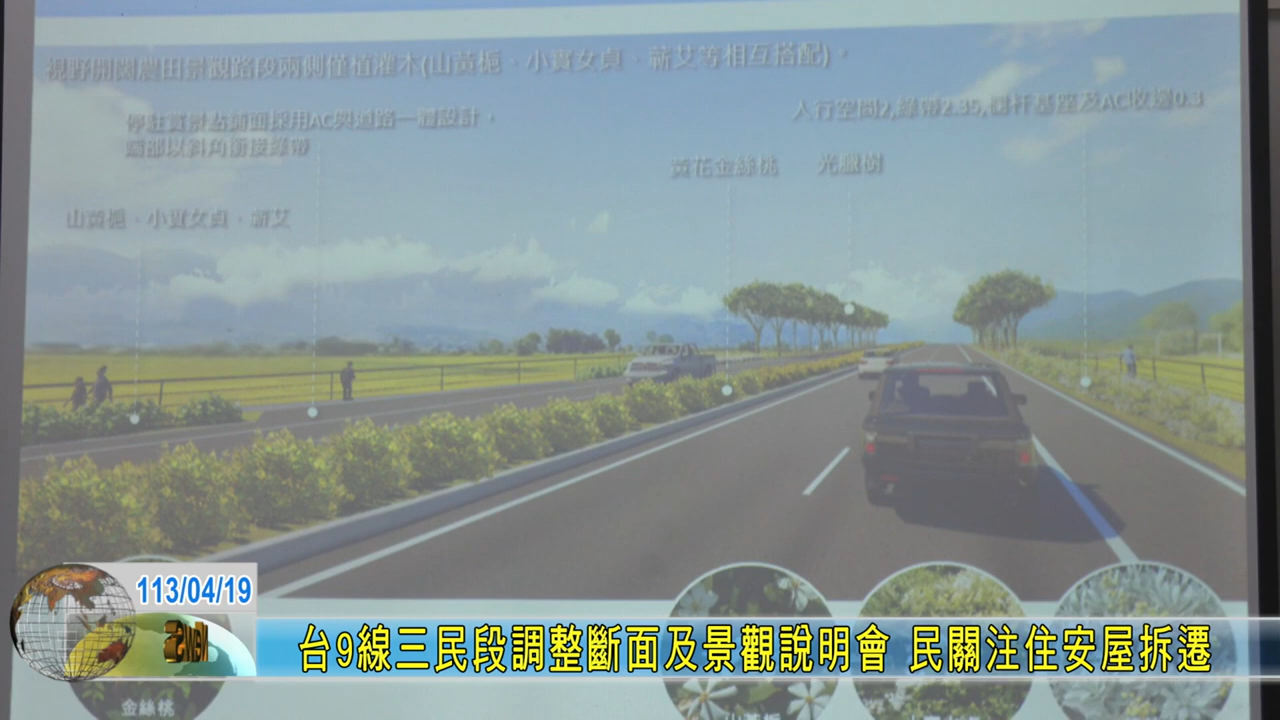 視野開闊農田景觀路段兩側僅植灌木(山黃梔、小實女貞、蘄艾等相互搭配)，
停駐賞景點鋪面採用AC與道路一體設計，
端部以斜角銜接綠帶
人行空間2,綠帶2.35,欄杆基座及AC收邊0.3
黃花金絲桃
光臘樹
山黃梔、小實女貞、蘄艾
113/04/19
NEWS
台9線三民段調整斷面及景觀說明會 民關注住安屋拆遷
金絲桃